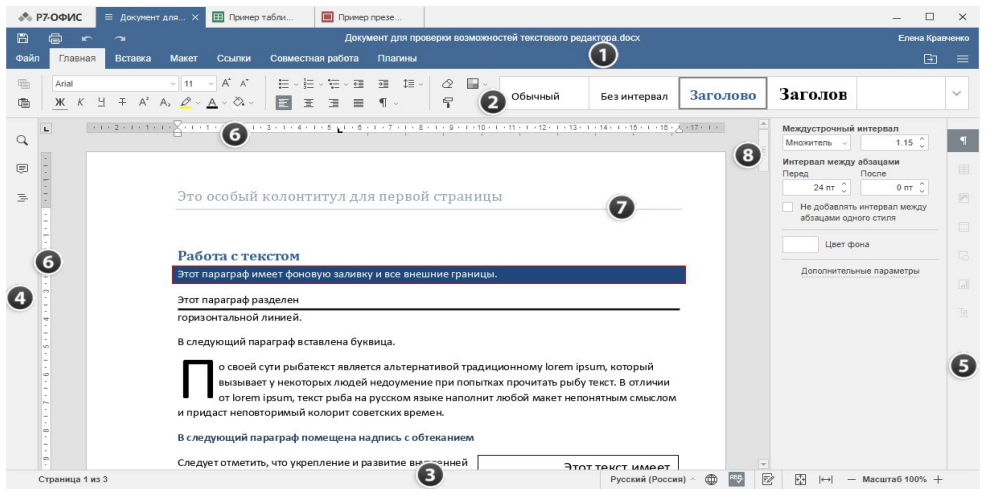 Р7-ОФИС
Документ для...
Пример табли...
Пример презе...
Документ для проверки возможностей текстового редактора.docx
Елена Кравченко
Файл Главная Вставка Макет Ссылки Совместная работа Плагины
1
Arial 11
Ж К Ч Т А² А₂ А
2
Обычный Без интервал Заголово Заголов
6
8
Междустрочный интервал
Множитель 1.15
Интервал между абзацами
Перед После
24 пт 0 пт
Не добавлять интервал между
абзацами одного стиля
Цвет фона
Дополнительные параметры
Это особый колонтитул для первой страницы
7
Работа с текстом
Этот параграф имеет фоновую заливку и все внешние границы.
6
4
Этот параграф разделен
горизонтальной линией.
В следующий параграф вставлена буквица.
5
По своей сути рыбатекст является альтернативой традиционному lorem ipsum, который
вызывает у некоторых людей недоумение при попытках прочитать рыбу текст. В отличии
от lorem ipsum, текст рыба на русском языке наполнит любой макет непонятным смыслом
и придаст неповторимый колорит советских времен.
В следующий параграф помещена надпись с обтеканием
Следует отметить, что укрепление и развитие внутренней
Этот текст имеет
3
Страница 1 из 3
Русский (Россия)
Масштаб 100%